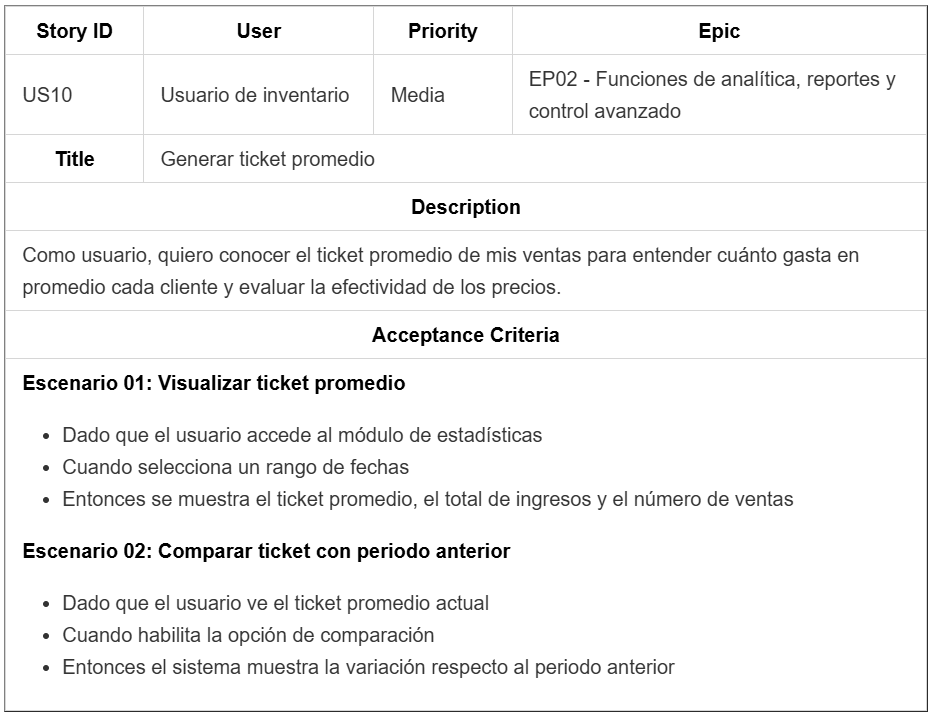 Story ID User Priority Epic
US10 Usuario de inventario Media EP02 - Funciones de analítica, reportes y
control avanzado
Title Generar ticket promedio
Description
Como usuario, quiero conocer el ticket promedio de mis ventas para entender cuánto gasta en
promedio cada cliente y evaluar la efectividad de los precios.
Acceptance Criteria
Escenario 01: Visualizar ticket promedio
• Dado que el usuario accede al módulo de estadísticas
• Cuando selecciona un rango de fechas
• Entonces se muestra el ticket promedio, el total de ingresos y el número de ventas
Escenario 02: Comparar ticket con periodo anterior
• Dado que el usuario ve el ticket promedio actual
• Cuando habilita la opción de comparación
• Entonces el sistema muestra la variación respecto al periodo anterior